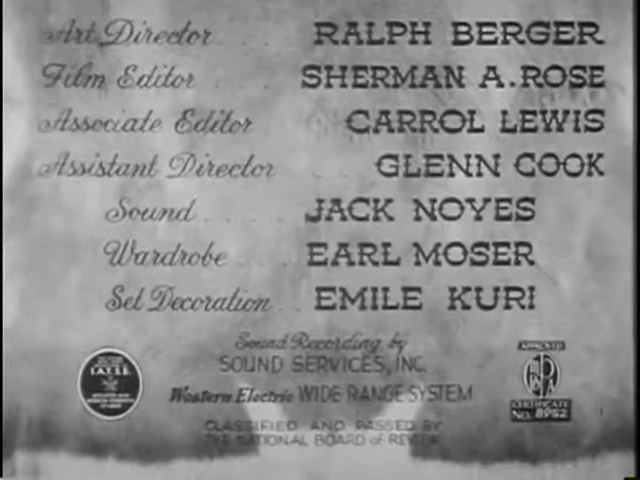 Art Director RALPH BERGER
Film Editor SHERMAN A. ROSE
Associate Editor CARROL LEWIS
Assistant Director GLENN COOK
Sound JACK NOYES
Wardrobe EARL MOSER
Set Decoration EMILE KURI
Sound Recording by
SOUND SERVICES, INC.
Western Electric WIDE RANGE SYSTEM
CLASSIFIED AND PASSED BY
THE NATIONAL BOARD OF REVIEW
I.A.T.S.E.
APPROVED
CERTIFICATE
No. 8952